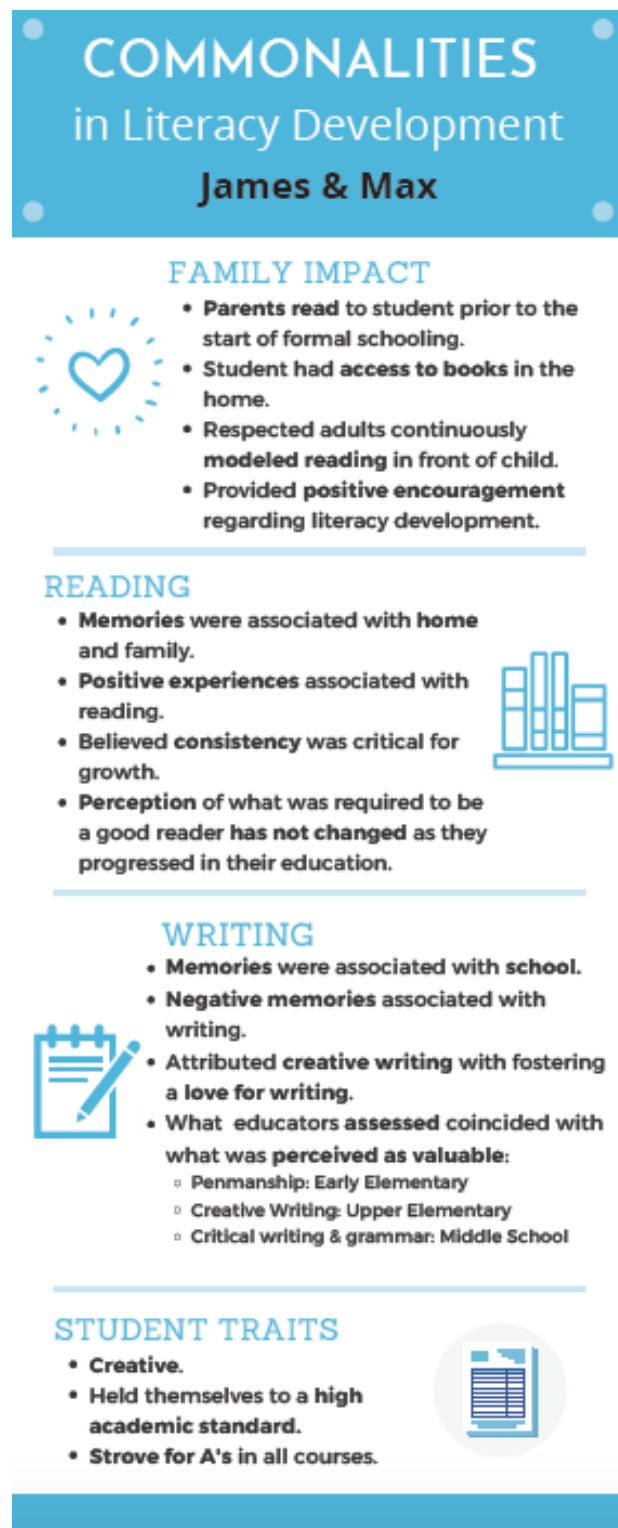 COMMONALITIES
in Literacy Development
James & Max
FAMILY IMPACT
• Parents read to student prior to the
start of formal schooling.
• Student had access to books in the
home.
• Respected adults continuously
modeled reading in front of child.
• Provided positive encouragement
regarding literacy development.
READING
• Memories were associated with home
and family.
• Positive experiences associated with
reading.
• Believed consistency was critical for
growth.
• Perception of what was required to be
a good reader has not changed as they
progressed in their education.
WRITING
• Memories were associated with school.
• Negative memories associated with
writing.
• Attributed creative writing with fostering
a love for writing.
• What educators assessed coincided with
what was perceived as valuable:
▫ Penmanship: Early Elementary
▫ Creative Writing: Upper Elementary
▫ Critical writing & grammar: Middle School
STUDENT TRAITS
• Creative.
• Held themselves to a high
academic standard.
• Strove for A's in all courses.